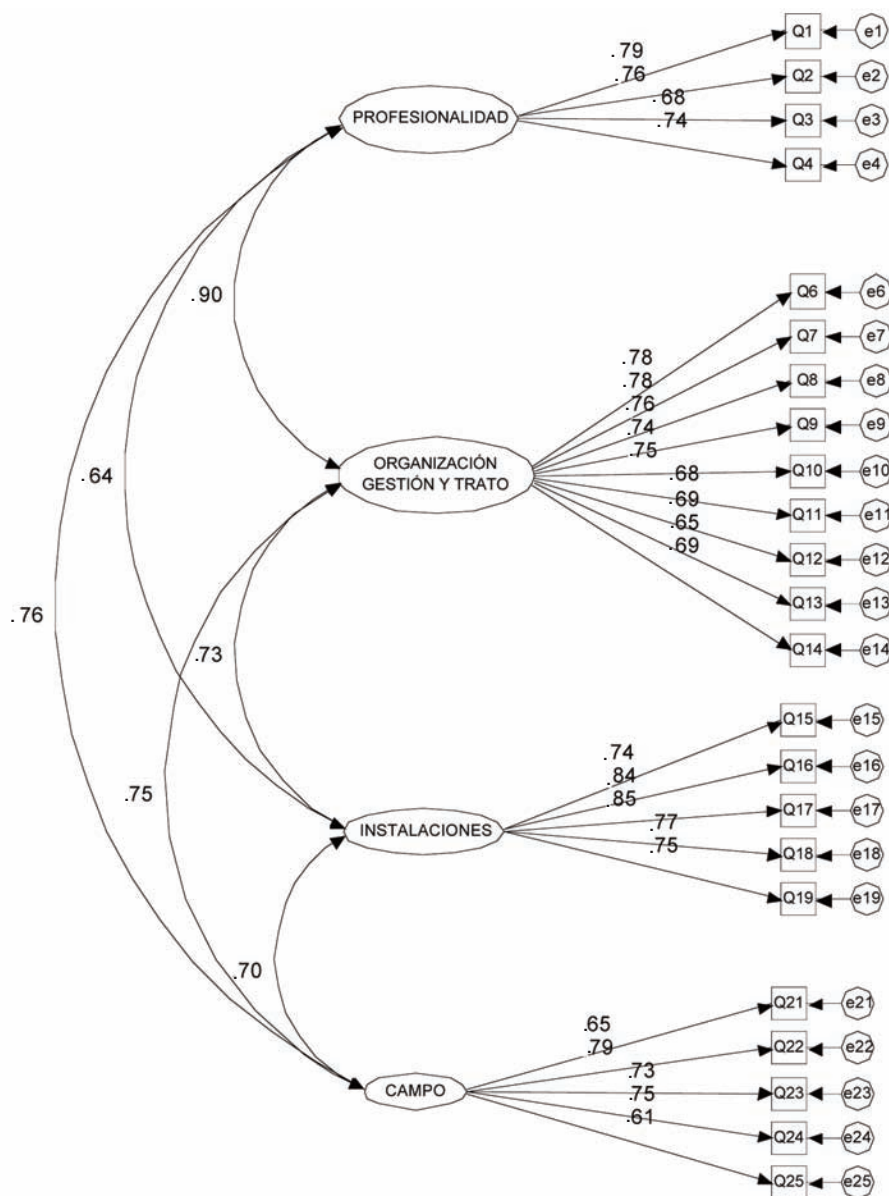 .79
Q1
e1
.76
Q2
e2
.68
Q3
e3
.74
Q4
e4
PROFESIONALIDAD
.90
Q6
e6
.78
Q7
e7
.78
Q8
e8
.76
Q9
e9
.74
Q10
e10
.75
Q11
e11
.68
Q12
e12
.69
Q13
e13
.65
Q14
e14
.69
ORGANIZACIÓN
GESTIÓN Y TRATO
.64
.76
.73
.75
Q15
e15
.74
Q16
e16
.84
Q17
e17
.85
Q18
e18
.77
Q19
e19
.75
INSTALACIONES
.70
Q21
e21
.65
Q22
e22
.79
Q23
e23
.73
Q24
e24
.75
Q25
e25
.61
CAMPO